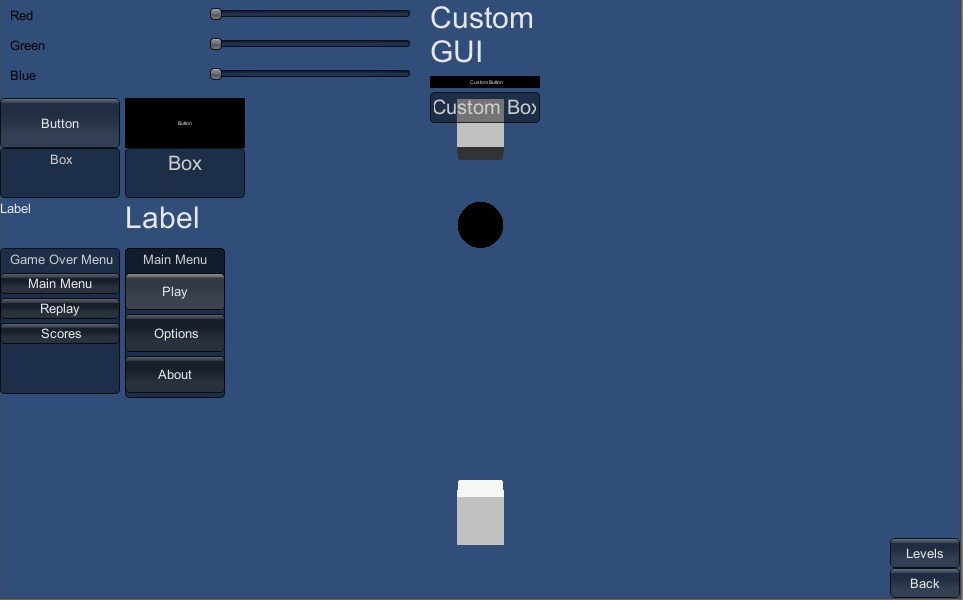 Red
Green
Blue
Custom
GUI
Custom Button
Custom Box
Button
Button
Box
Box
Label
Label
Game Over Menu
Main Menu
Replay
Scores
Main Menu
Play
Options
About
Levels
Back